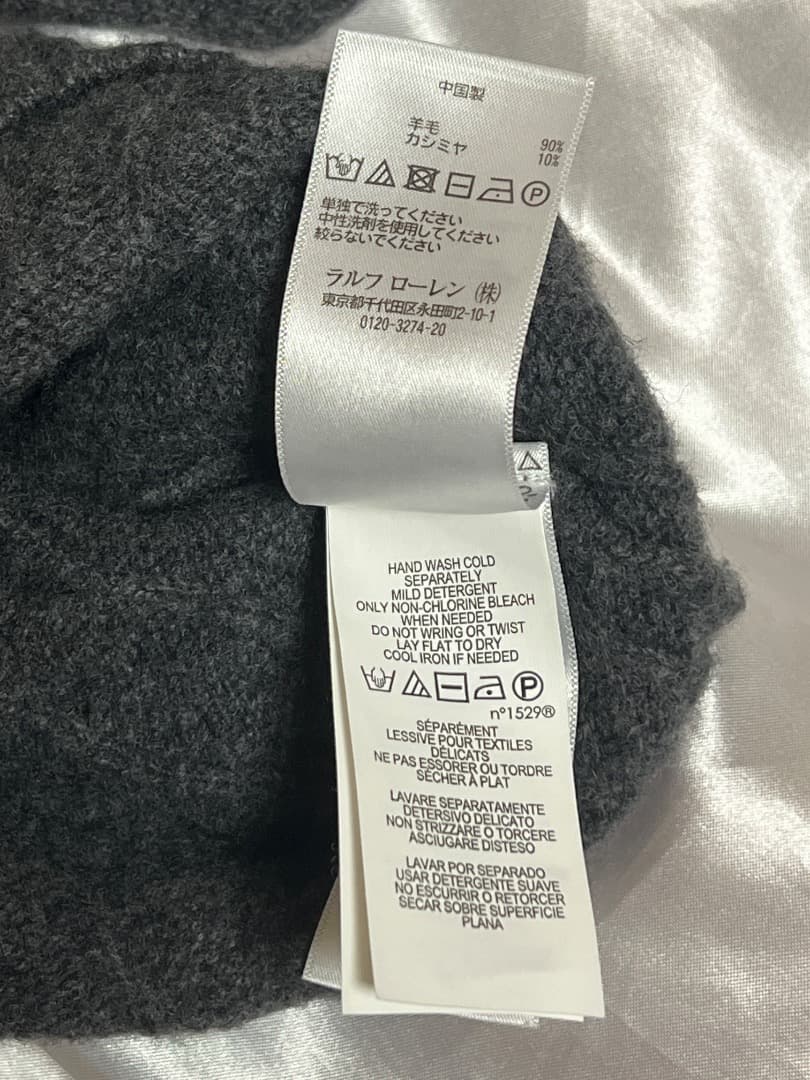 中国製
羊毛 90%
カシミヤ 10%
P
単独で洗ってください
中性洗剤を使用してください
絞らないでください
ラルフ ローレン (株)
東京都千代田区永田町2-10-1
0120-3274-20
HAND WASH COLD
SEPARATELY
MILD DETERGENT
ONLY NON-CHLORINE BLEACH
WHEN NEEDED
DO NOT WRING OR TWIST
LAY FLAT TO DRY
COOL IRON IF NEEDED
P
n°1529®
SÉPARÉMENT
LESSIVE POUR TEXTILES
DÉLICATS
NE PAS ESSORER OU TORDRE
SÉCHER À PLAT
LAVARE SEPARATAMENTE
DETERSIVO DELICATO
NON STRIZZARE O TORCERE
ASCIUGARE DISTESO
LAVAR POR SEPARADO
USAR DETERGENTE SUAVE
NO ESCURRIR O RETORCER
SECAR SOBRE SUPERFICIE
PLANA